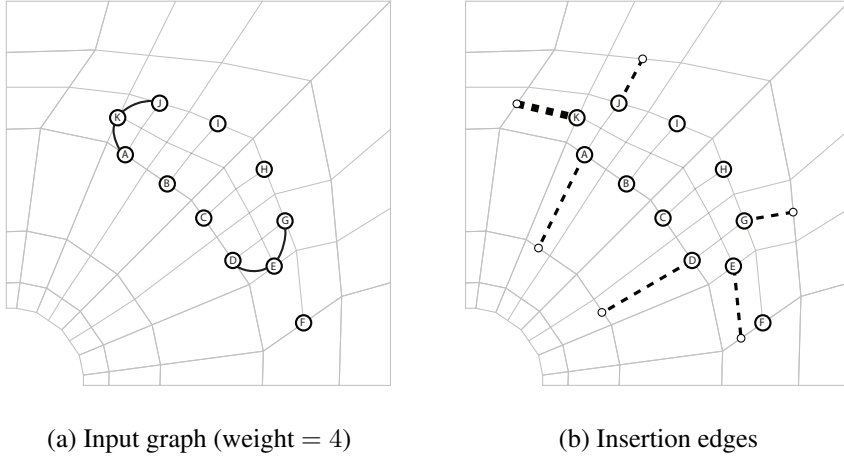 J
K
I
A
B
H
C
G
D
E
F
J
K
I
A
B
H
C
G
D
E
F
(a) Input graph (weight = 4)
(b) Insertion edges